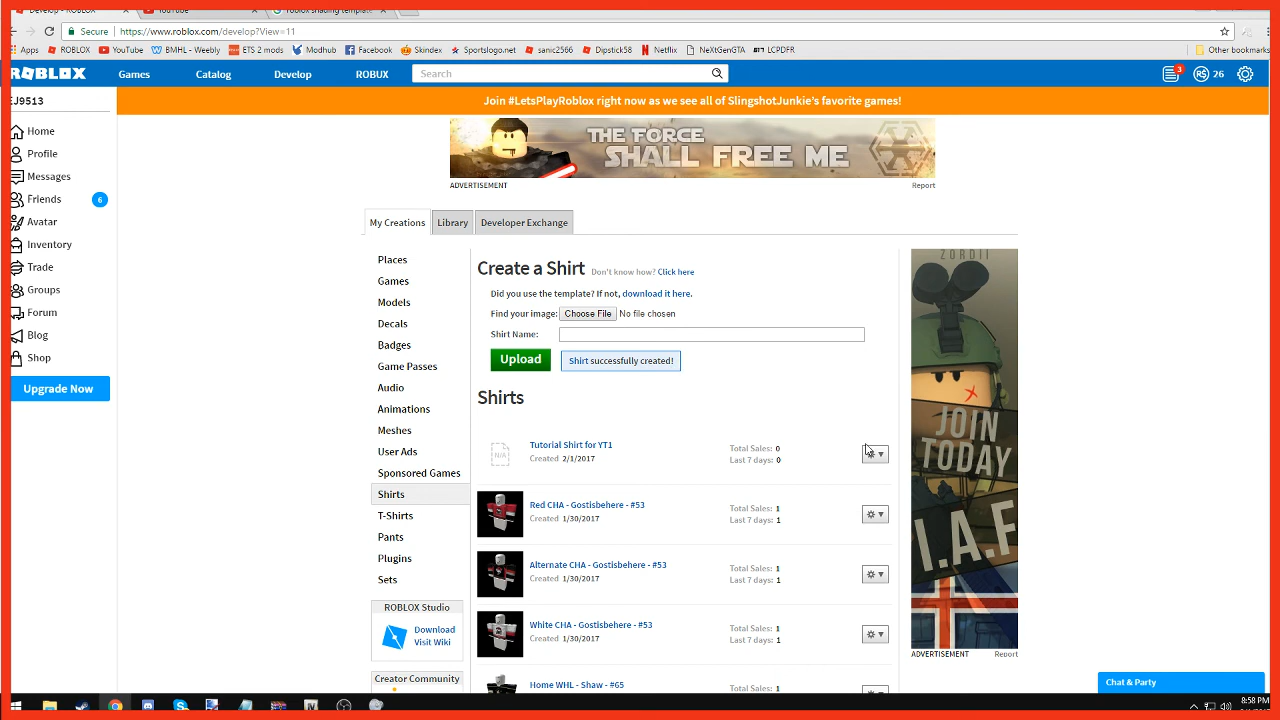 Develop - ROBLOX
YouTube
roblox shading template
Secure https://www.roblox.com/develop?View=11
Apps ROBLOX YouTube BMHL - Weebly ETS 2 mods Modhub Facebook Skindex Sportslogo.net sanic2566 Dipstick58 Netflix UnfitGenGTA LCPDFR Other bookmarks
ROBLOX Games Catalog Develop ROBUX Search 3 R$ 26
EJ9513
Join #LetsPlayRoblox right now as we see all of SlingshotJunkie's favorite games!
Home
Profile
Messages
Friends 6
Avatar
Inventory
Trade
Groups
Forum
Blog
Shop
Upgrade Now
THE FORCE
SHALL FREE ME
ADVERTISEMENT Report
My Creations Library Developer Exchange
Places
Games
Models
Decals
Badges
Game Passes
Audio
Animations
Meshes
User Ads
Sponsored Games
Shirts
T-Shirts
Pants
Plugins
Sets
ROBLOX Studio
Download
Visit Wiki
Creator Community
Create a Shirt Don't know how? Click here
Did you use the template? If not, download it here.
Find your image: Choose File No file chosen
Shirt Name:
Upload Shirt successfully created!
Shirts
N/A
Tutorial Shirt for YT1
Created 2/1/2017
Total Sales: 0
Last 7 days: 0
Red CHA - Gostisbehere - #53
Created 1/30/2017
Total Sales: 1
Last 7 days: 1
Alternate CHA - Gostisbehere - #53
Created 1/30/2017
Total Sales: 1
Last 7 days: 1
White CHA - Gostisbehere - #53
Created 1/30/2017
Total Sales: 1
Last 7 days: 1
Home WHL - Shaw - #65
Total Sales: 1
ZORDII
JOIN
TODAY
I.A.F
ADVERTISEMENT Report
Chat & Party
8:58 PM